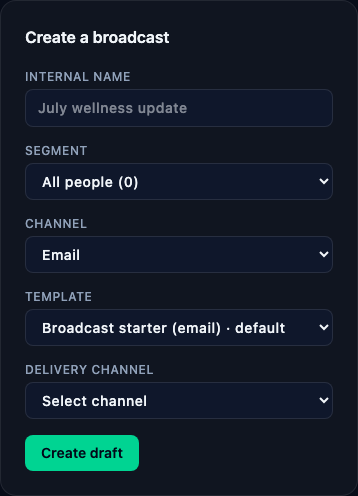 Create a broadcast
INTERNAL NAME
July wellness update
SEGMENT
All people (0)
CHANNEL
Email
TEMPLATE
Broadcast starter (email) · default
DELIVERY CHANNEL
Select channel
Create draft